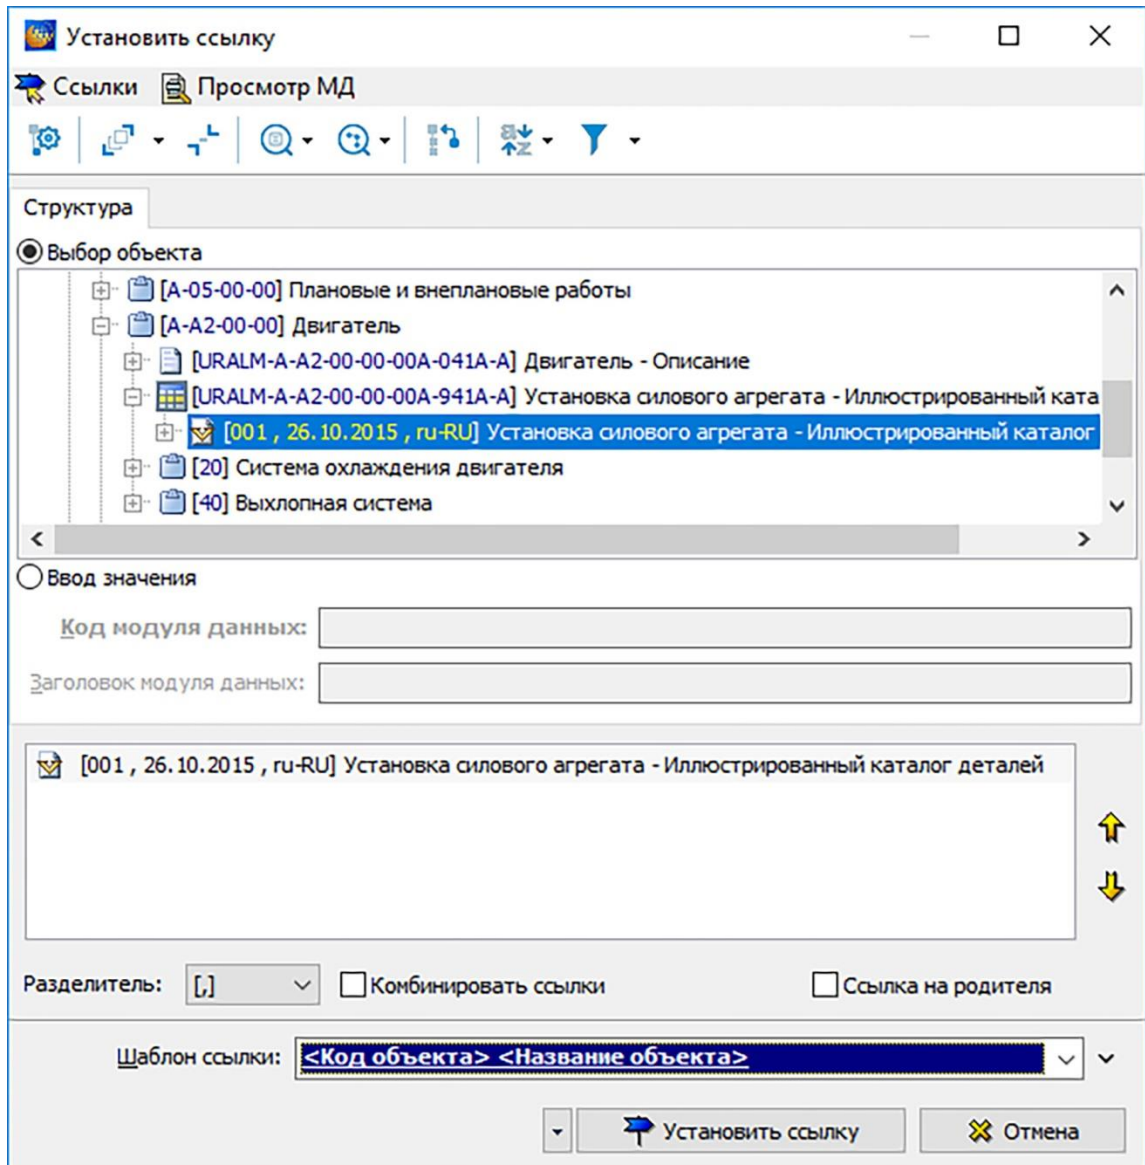 Установить ссылку
Ссылки Просмотр МД
Структура
Выбор объекта
[A-05-00-00] Плановые и внеплановые работы
[A-A2-00-00] Двигатель
[URALM-A-A2-00-00-00A-041A-A] Двигатель - Описание
[URALM-A-A2-00-00-00A-941A-A] Установка силового агрегата - Иллюстрированный ката
[001 , 26.10.2015 , ru-RU] Установка силового агрегата - Иллюстрированный каталог
[20] Система охлаждения двигателя
[40] Выхлопная система
Ввод значения
Код модуля данных:
Заголовок модуля данных:
[001 , 26.10.2015 , ru-RU] Установка силового агрегата - Иллюстрированный каталог деталей
Разделитель: [,] Комбинировать ссылки Ссылка на родителя
Шаблон ссылки: <Код объекта> <Название объекта>
Установить ссылку Отмена